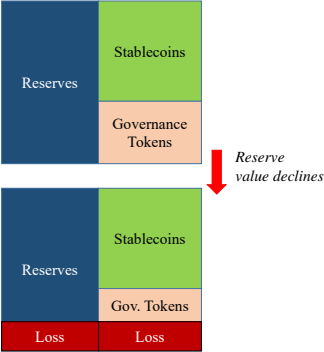 Stablecoins
Reserves
Governance
Tokens
Reserve
value declines
Stablecoins
Reserves
Gov. Tokens
Loss Loss